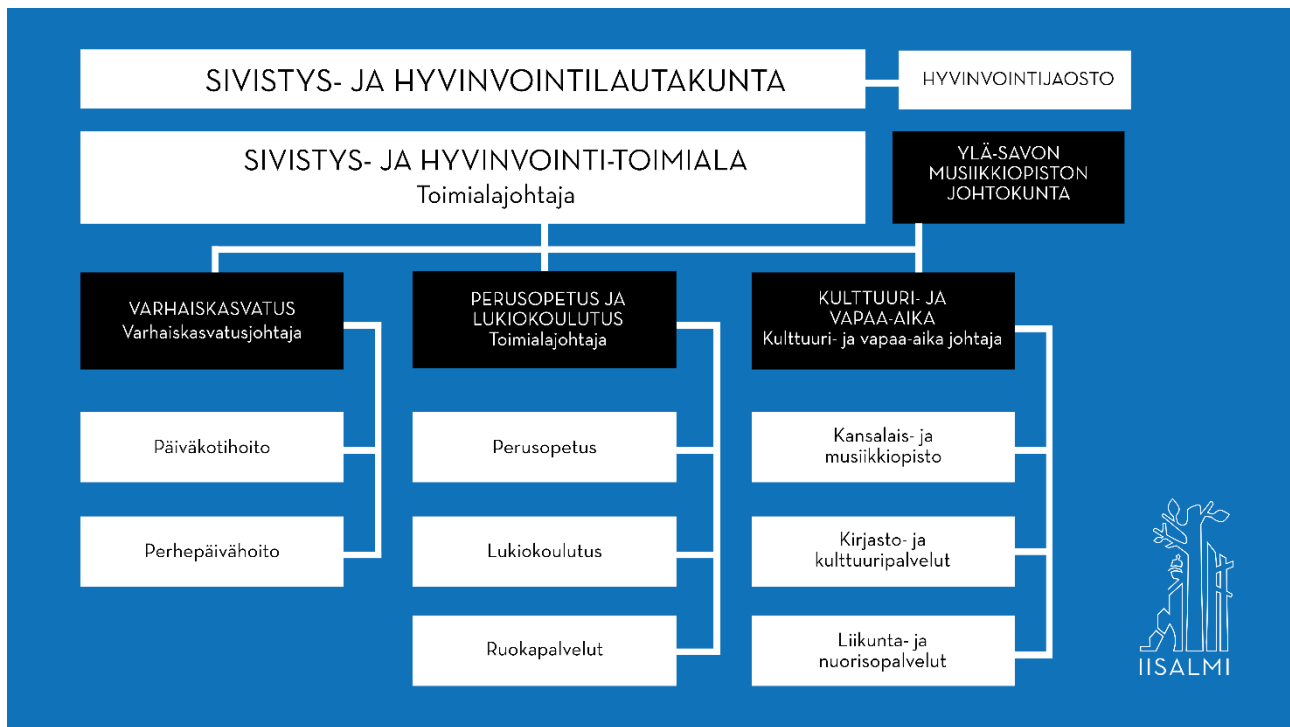 SIVISTYS- JA HYVINVOINTILAUTAKUNTA
HYVINVOINTIJAOSTO
SIVISTYS- JA HYVINVOINTI-TOIMIALA
Toimialajohtaja
YLÄ-SAVON
MUSIIKKIOPISTON
JOHTOKUNTA
VARHAISKASVATUS
Varhaiskasvatusjohtaja
PERUSOPETUS JA
LUKIOKOULUTUS
Toimialajohtaja
KULTTUURI- JA
VAPAA-AIKA
Kulttuuri- ja vapaa-aika johtaja
Päiväkotihoito
Perusopetus
Kansalais- ja
musiikkiopisto
Perhepäivähoito
Lukiokoulutus
Kirjasto- ja
kulttuuripalvelut
Ruokapalvelut
Liikunta- ja
nuorisopalvelut
IISALMI